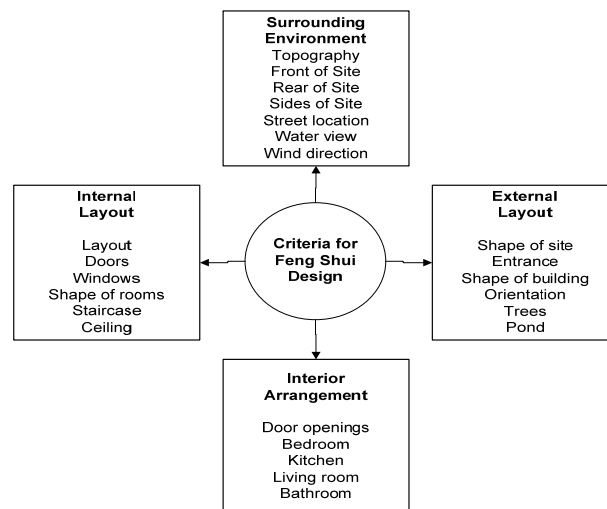 Surrounding
Environment
Topography
Front of Site
Rear of Site
Sides of Site
Street location
Water view
Wind direction
Internal
Layout
Layout
Doors
Windows
Shape of rooms
Staircase
Ceiling
Criteria for
Feng Shui
Design
External
Layout
Shape of site
Entrance
Shape of building
Orientation
Trees
Pond
Interior
Arrangement
Door openings
Bedroom
Kitchen
Living room
Bathroom